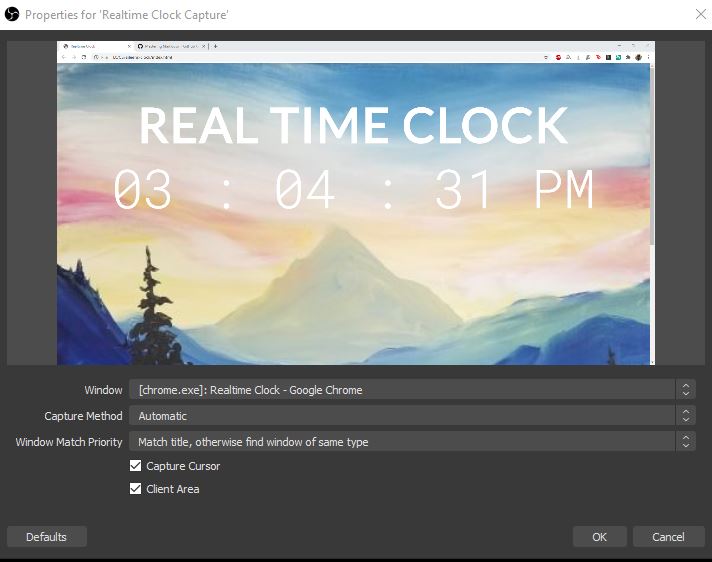 Properties for 'Realtime Clock Capture'
Realtime Clock
REAL TIME CLOCK
03 : 04 : 31 PM
Window [chrome.exe]: Realtime Clock - Google Chrome
Capture Method Automatic
Window Match Priority Match title, otherwise find window of same type
Capture Cursor
Client Area
Defaults OK Cancel